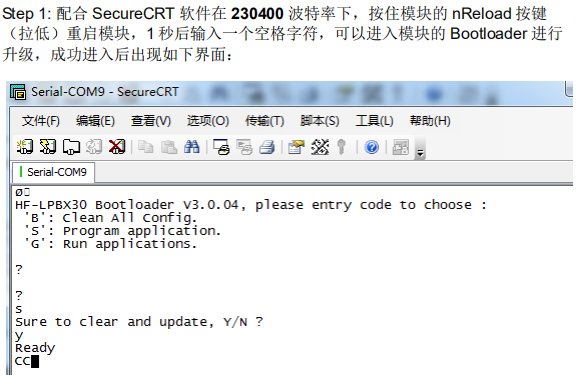 Step 1: 配合 SecureCRT 软件在 230400 波特率下，按住模块的 nReload 按键
（拉低）重启模块，1 秒后输入一个空格字符，可以进入模块的 Bootloader 进行
升级，成功进入后出现如下界面：
Serial-COM9 - SecureCRT
文件(F) 编辑(E) 查看(V) 选项(O) 传输(T) 脚本(S) 工具(L) 帮助(H)
Serial-COM9
HF-LPBX30 Bootloader V3.0.04, please entry code to choose :
'B': Clean All Config.
'S': Program application.
'G': Run applications.
?
?
s
Sure to clear and update, Y/N ?
y
Ready
CC